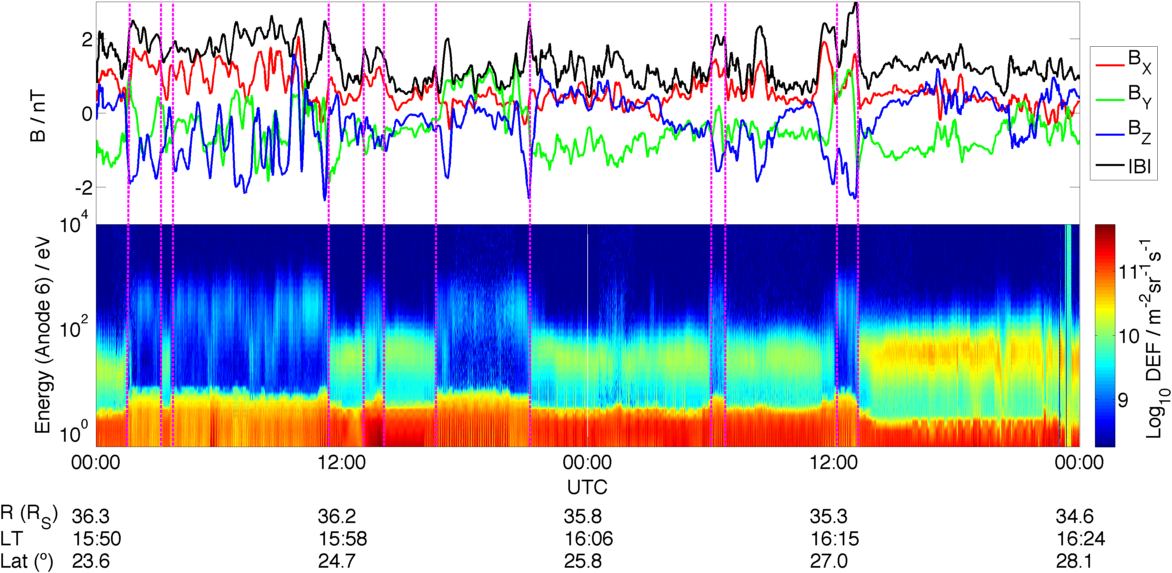 B / nT
2
0
-2
B_X
B_Y
B_Z
|B|
Energy (Anode 6) / eV
10^4
10^2
10^0
11
10
9
Log_10 DEF / m^-2 sr^-1 s^-1
00:00 12:00 00:00 12:00 00:00
UTC
R (R_S) 36.3 36.2 35.8 35.3 34.6
LT 15:50 15:58 16:06 16:15 16:24
Lat (º) 23.6 24.7 25.8 27.0 28.1